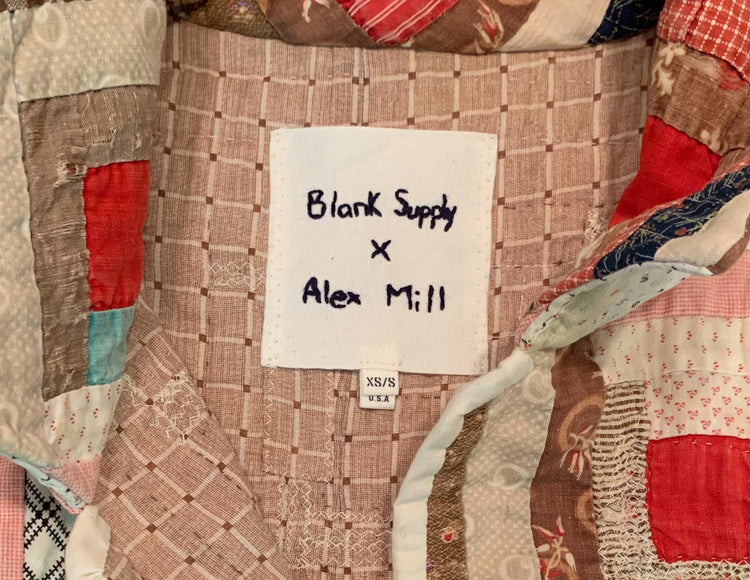 Blank Supply
X
Alex Mill
XS/S
U.S.A